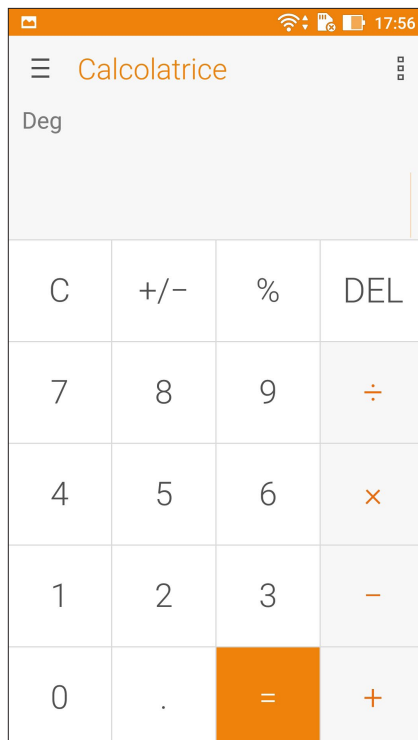 17:56
Calcolatrice
Deg
C +/− % DEL
7 8 9 ÷
4 5 6 ×
1 2 3 −
0 . = +